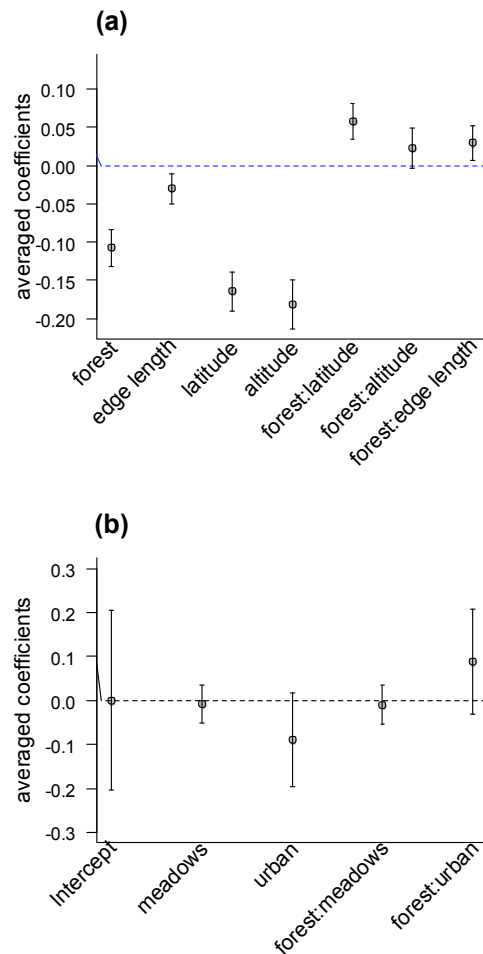 (a)
averaged coefficients
0.10
0.05
0.00
-0.05
-0.10
-0.15
-0.20
forest
edge length
latitude
altitude
forest:latitude
forest:altitude
forest:edge length
(b)
averaged coefficients
0.3
0.2
0.1
0.0
-0.1
-0.2
-0.3
Intercept
meadows
urban
forest:meadows
forest:urban